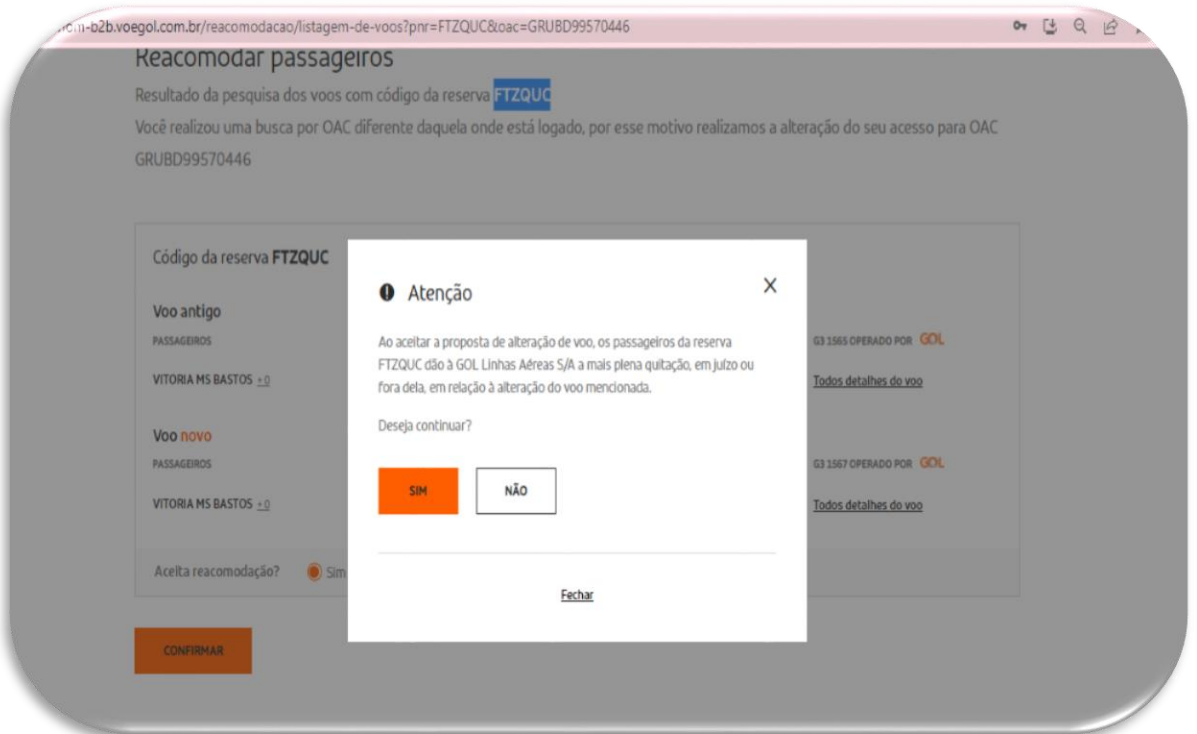 b2b.voegol.com.br/reacomodacao/listagem-de-voos?pnr=FTZQUC&oac=GRUBD99570446
Reacomodar passageiros
Resultado da pesquisa dos voos com código da reserva FTZQUC
Você realizou uma busca por OAC diferente daquela onde está logado, por esse motivo realizamos a alteração do seu acesso para OAC
GRUBD99570446
Código da reserva FTZQUC
Atenção
Voo antigo
PASSAGEIROS
G3 1565 OPERADO POR GOL
VITORIA MS BASTOS +0
Todos detalhes do voo
Ao aceitar a proposta de alteração de voo, os passageiros da reserva
FTZQUC dão à GOL Linhas Aéreas S/A a mais plena quitação, em juízo ou
fora dela, em relação à alteração do voo mencionada.
Deseja continuar?
Voo novo
PASSAGEIROS
G3 1567 OPERADO POR GOL
VITORIA MS BASTOS +0
Todos detalhes do voo
SIM
NÃO
Aceita reacomodação?
Sim
Fechar
CONFIRMAR